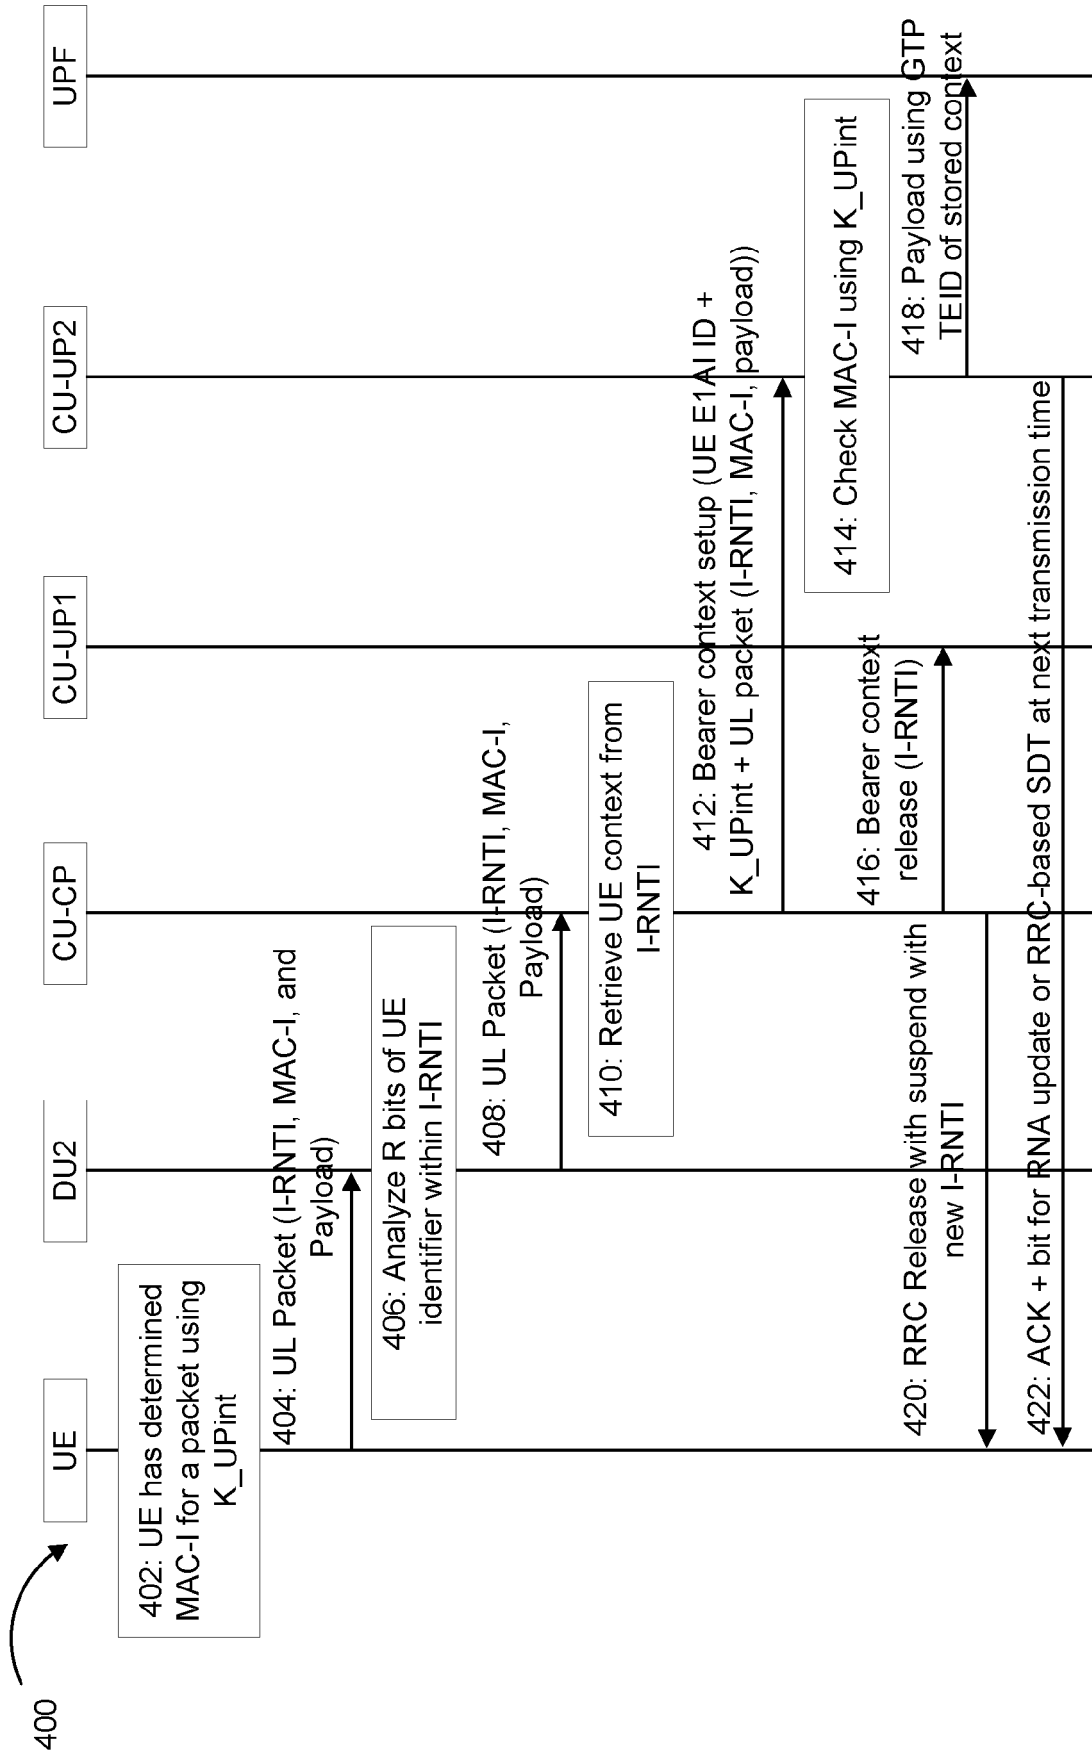 400
UE
DU2
CU-CP
CU-UP1
CU-UP2
UPF
402: UE has determined
MAC-I for a packet using
K_UPint
404: UL Packet (I-RNTI, MAC-I, and
Payload)
406: Analyze R bits of UE
identifier within I-RNTI
408: UL Packet (I-RNTI, MAC-I,
Payload)
410: Retrieve UE context from
I-RNTI
412: Bearer context setup (UE E1AI ID +
K_UPint + UL packet (I-RNTI, MAC-I, payload))
414: Check MAC-I using K_UPint
416: Bearer context
release (I-RNTI)
418: Payload using GTP
TEID of stored context
420: RRC Release with suspend with
new I-RNTI
422: ACK + bit for RNA update or RRC-based SDT at next transmission time